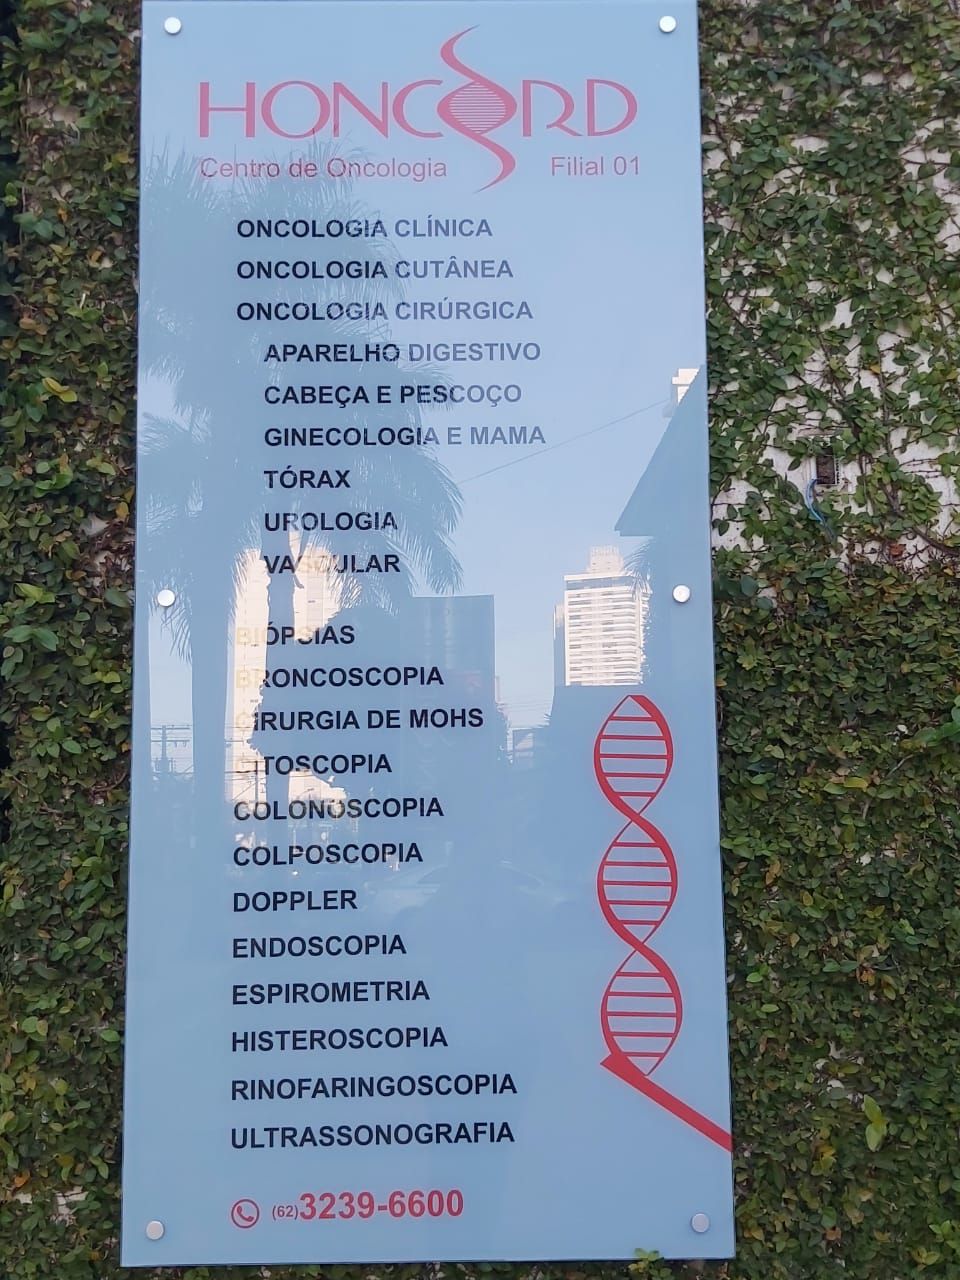 HONCORD
Centro de Oncologia Filial 01
ONCOLOGIA CLÍNICA
ONCOLOGIA CUTÂNEA
ONCOLOGIA CIRÚRGICA
APARELHO DIGESTIVO
CABEÇA E PESCOÇO
GINECOLOGIA E MAMA
TÓRAX
UROLOGIA
VASCULAR
BIÓPSIAS
BRONCOSCOPIA
CIRURGIA DE MOHS
CITOSCOPIA
COLONOSCOPIA
COLPOSCOPIA
DOPPLER
ENDOSCOPIA
ESPIROMETRIA
HISTEROSCOPIA
RINOFARINGOSCOPIA
ULTRASSONOGRAFIA
(62)3239-6600